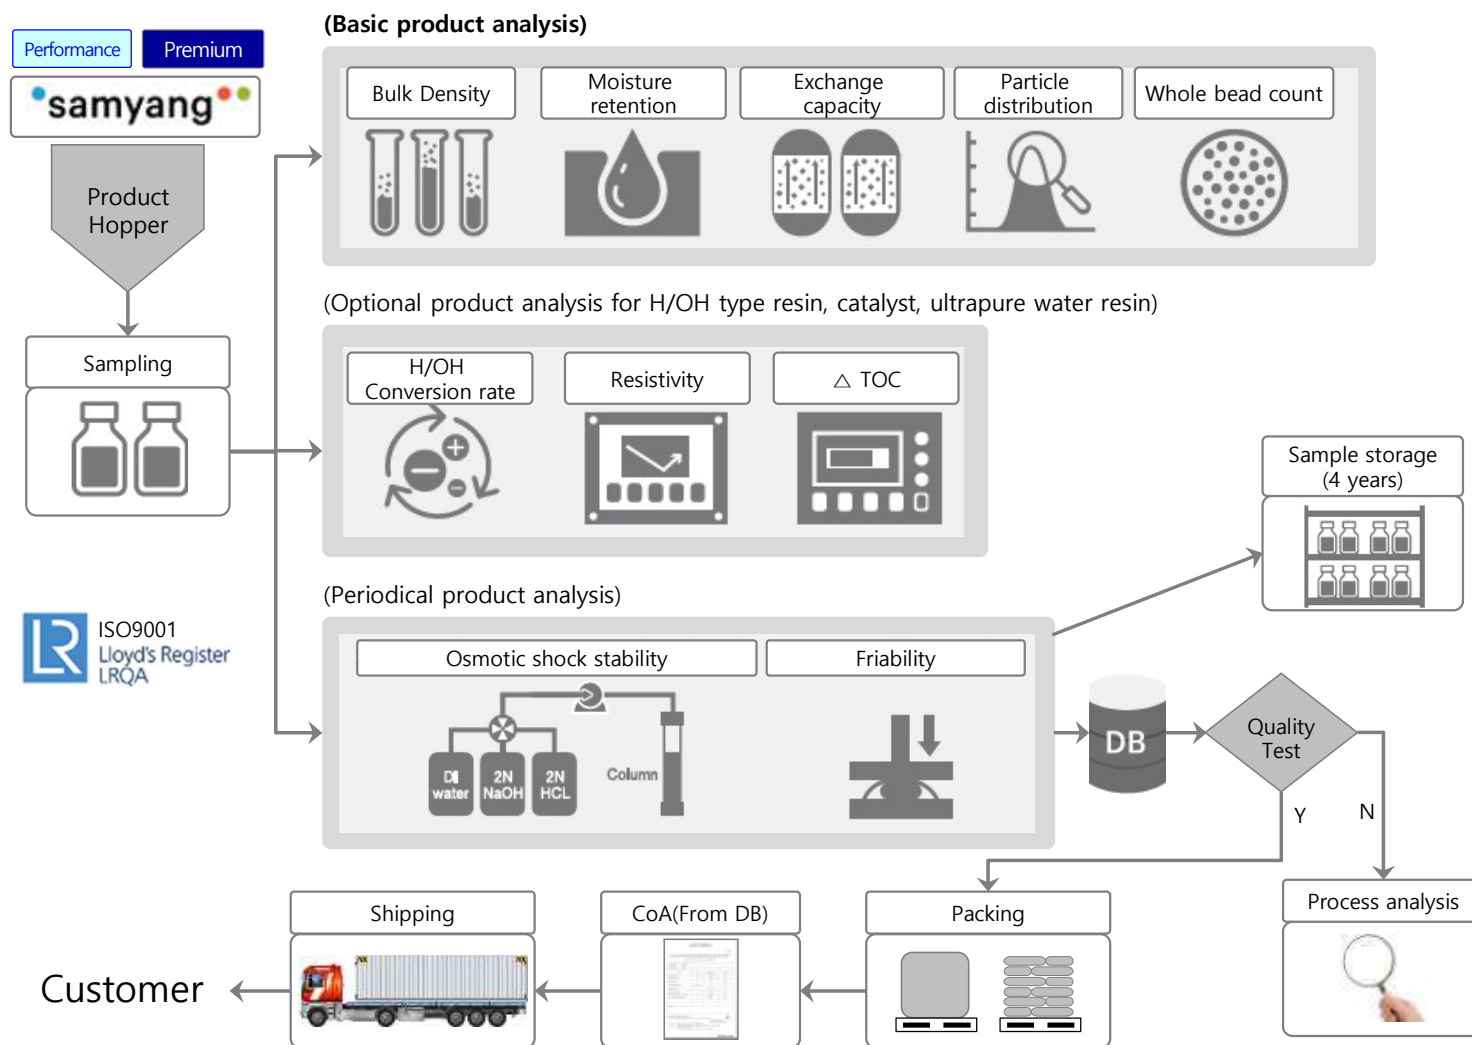 (Basic product analysis)
Performance
Premium
samyang
Bulk Density
Moisture
retention
Exchange
capacity
Particle
distribution
Whole bead count
Product
Hopper
(Optional product analysis for H/OH type resin, catalyst, ultrapure water resin)
Sampling
H/OH
Conversion rate
Resistivity
△ TOC
Sample storage
(4 years)
(Periodical product analysis)
LR
ISO9001
Lloyd's Register
LRQA
Osmotic shock stability
Friability
DI
water
2N
NaOH
2N
HCL
Column
DB
Quality
Test
Y
N
Shipping
CoA(From DB)
Packing
Process analysis
Customer